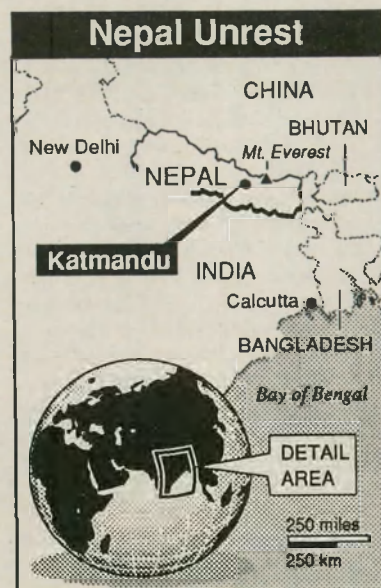 Nepal Unrest
CHINA
BHUTAN
New Delhi
Mt. Everest
NEPAL
Katmandu
INDIA
Calcutta
BANGLADESH
Bay of Bengal
DETAIL
AREA
250 miles
250 km